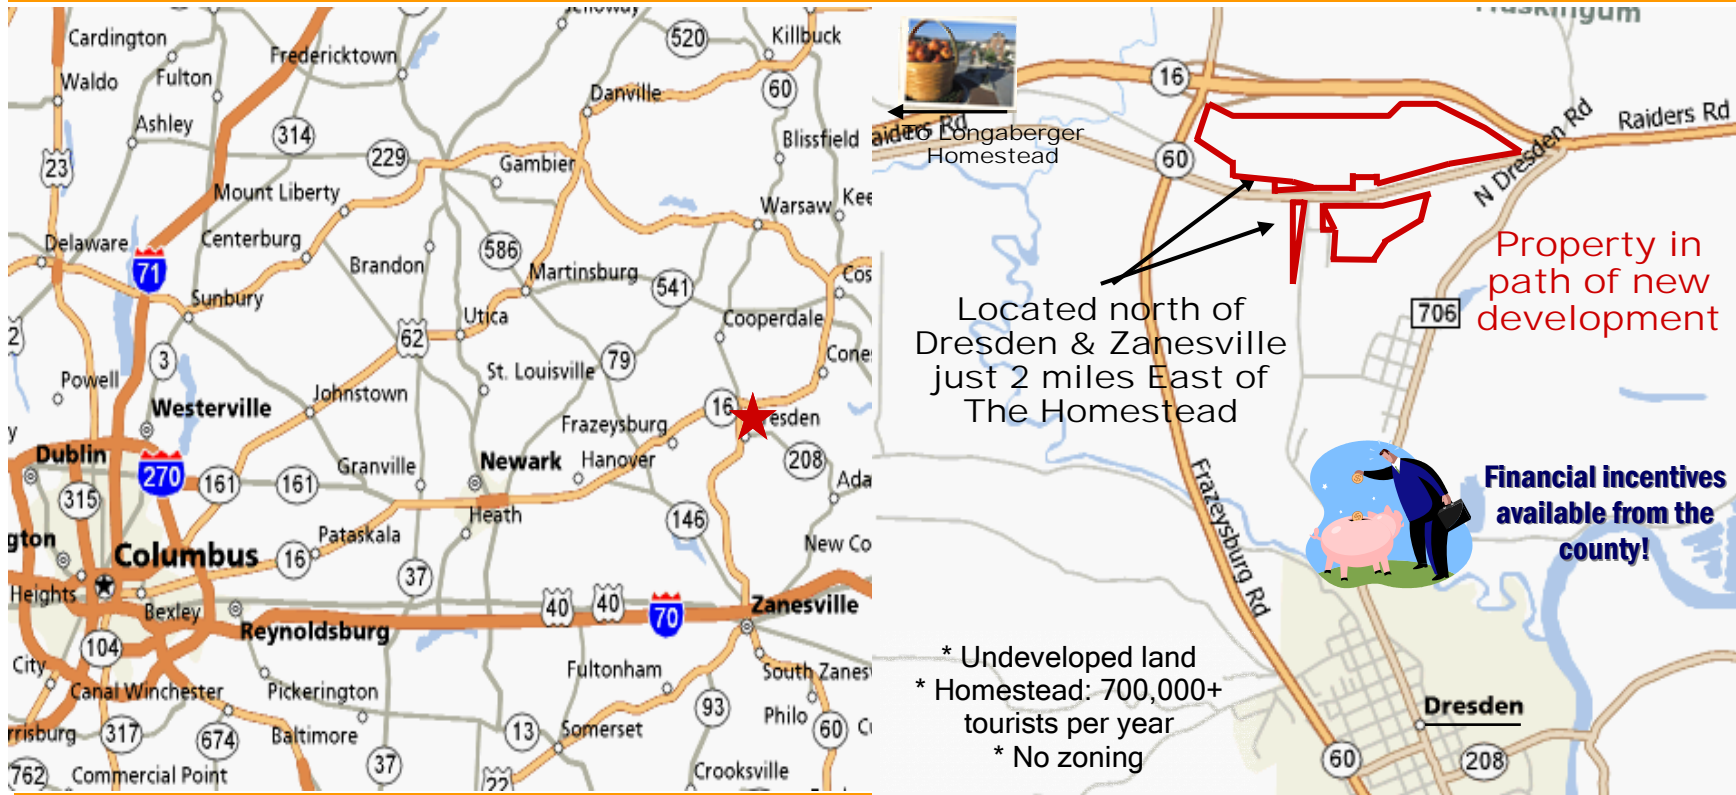 Cardington
Fredericktown
520
Killbuck
Waldo
Fulton
60
Danville
Ashley
314
Blissfield
23
229
Gambier
Mount Liberty
Warsaw
Delaware
Centerburg
586
71
Brandon
Martinsburg
541
Sunbury
Utica
Cooperdale
62
3
79
St. Louisville
Powell
Johnstown
Westerville
16
Frazeysburg
Dublin
Granville
Newark
Hanover
208
270
161
161
315
Heath
146
Pataskala
Columbus
16
37
Heights
Bexley
40
40
70
Zanesville
Reynoldsburg
104
City
Fultonham
Canal Winchester
Pickerington
93
Philo
60
317
674
Baltimore
13
Somerset
37
762
Commercial Point
22
Crooksville
16
Raiders Rd
To Longaberger
Homestead
60
N Dresden Rd
Raiders Rd
Property in
path of new
development
706
Located north of
Dresden & Zanesville
just 2 miles East of
The Homestead
Frazeysburg Rd
Financial incentives
available from the
county!
* Undeveloped land
* Homestead: 700,000+
tourists per year
* No zoning
Dresden
60
208